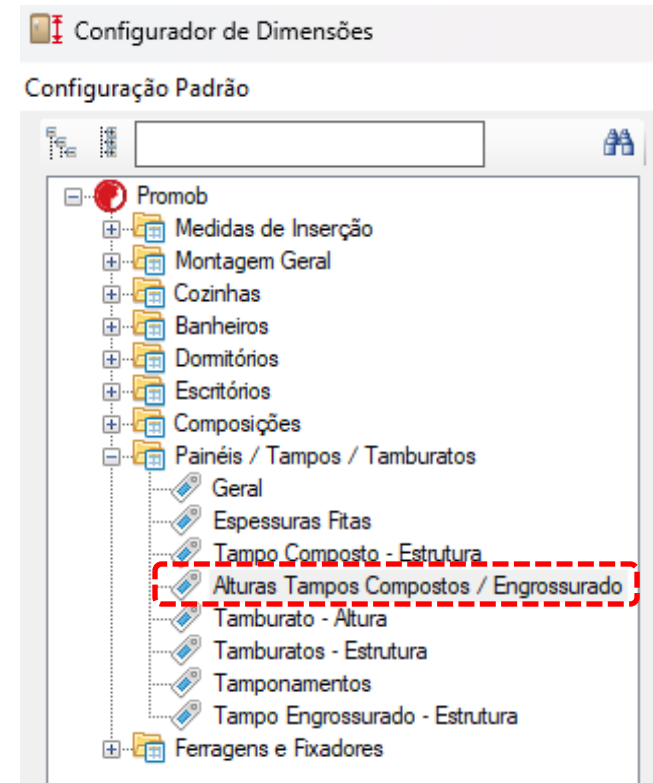 Configurador de Dimensões
Configuração Padrão
Promob
Medidas de Inserção
Montagem Geral
Cozinhas
Banheiros
Dormitórios
Escritórios
Composições
Painéis / Tampos / Tamburatos
Geral
Espessuras Fitas
Tampo Composto - Estrutura
Alturas Tampos Compostos / Engrossurado
Tamburato - Altura
Tamburatos - Estrutura
Tamponamentos
Tampo Engrossurado - Estrutura
Ferragens e Fixadores